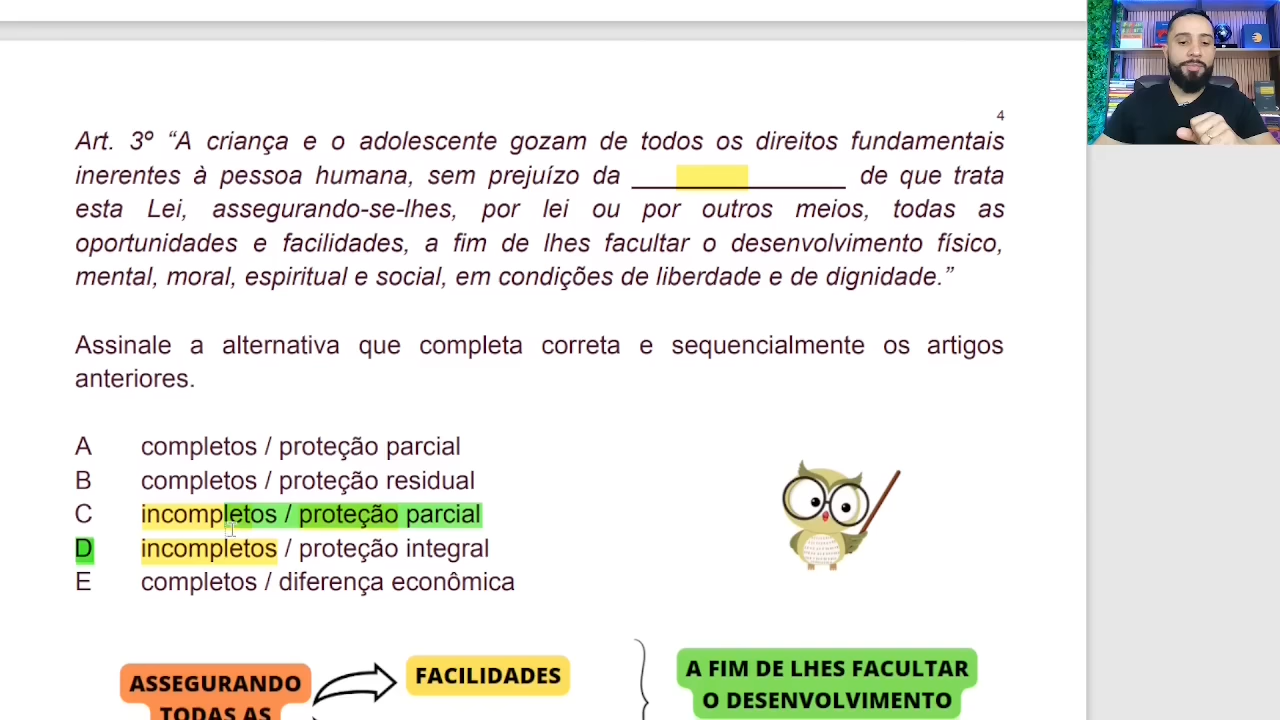 4
Art. 3º “A criança e o adolescente gozam de todos os direitos fundamentais
inerentes à pessoa humana, sem prejuízo da ________________ de que trata
esta Lei, assegurando-se-lhes, por lei ou por outros meios, todas as
oportunidades e facilidades, a fim de lhes facultar o desenvolvimento físico,
mental, moral, espiritual e social, em condições de liberdade e de dignidade.”
Assinale a alternativa que completa correta e sequencialmente os artigos
anteriores.
A completos / proteção parcial
B completos / proteção residual
C incompletos / proteção parcial
D incompletos / proteção integral
E completos / diferença econômica
ASSEGURANDO
TODAS AS
FACILIDADES
A FIM DE LHES FACULTAR
O DESENVOLVIMENTO